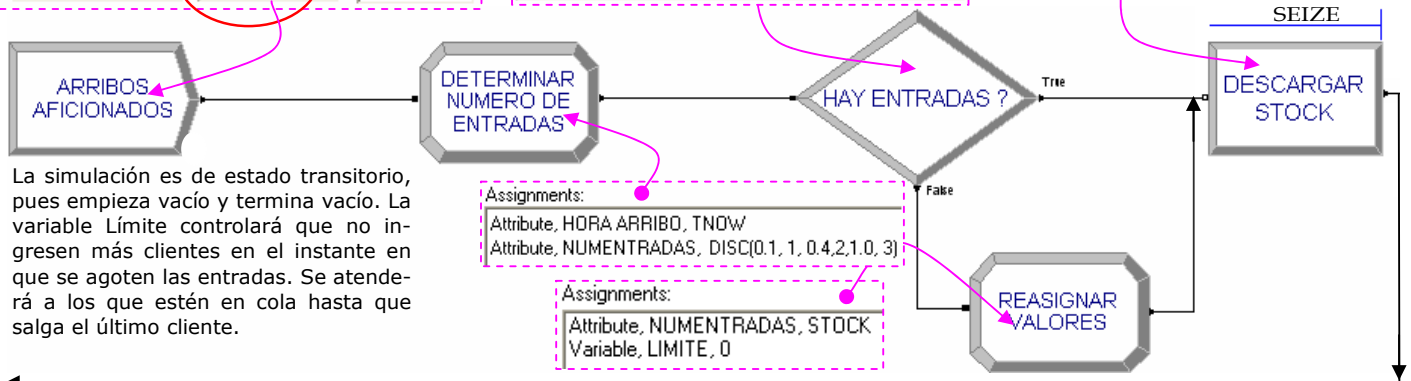 SEIZE
ARRIBOS
AFICIONADOS
DETERMINAR
NUMERO DE
ENTRADAS
HAY ENTRADAS ?
True
False
DESCARGAR
STOCK
La simulación es de estado transitorio,
pues empieza vacío y termina vacío. La
variable Límite controlará que no in-
gresen más clientes en el instante en
que se agoten las entradas. Se atende-
rá a los que estén en cola hasta que
salga el último cliente.
Assignments:
Attribute, HORA ARRIBO, TNOW
Attribute, NUMENTRADAS, DISC(0.1, 1, 0.4,2,1.0, 3)
Assignments:
Attribute, NUMENTRADAS, STOCK
Variable, LIMITE, 0
REASIGNAR
VALORES